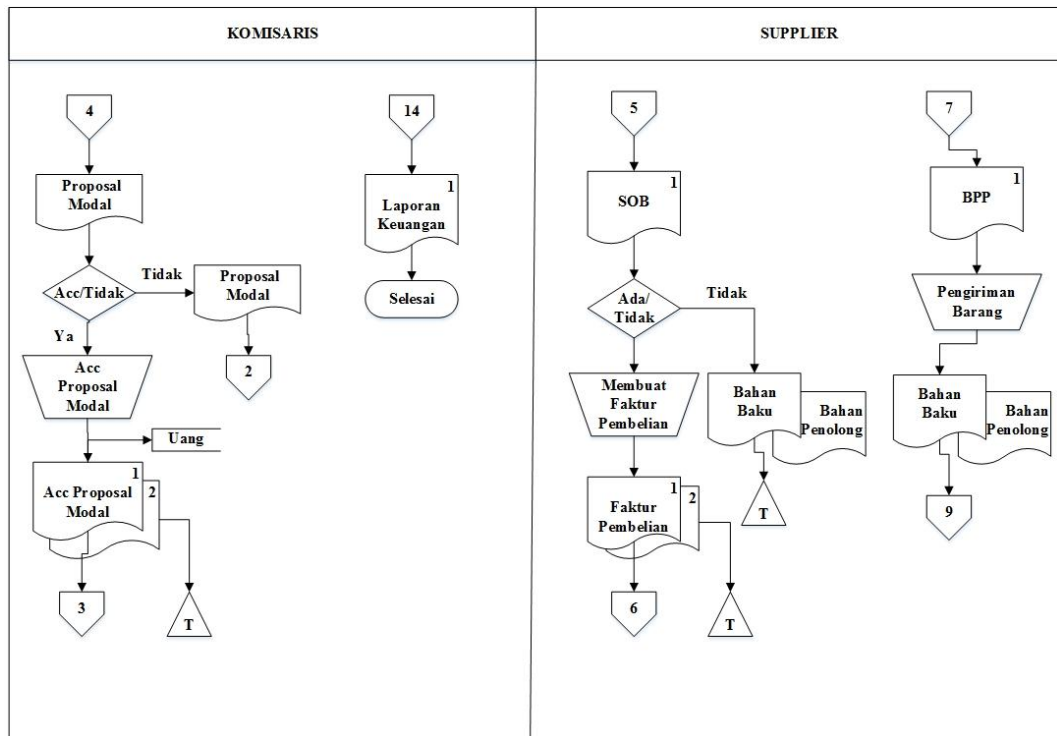 KOMISARIS
4
Proposal
Modal
Acc/Tidak
Tidak
Proposal
Modal
2
Ya
Acc
Proposal
Modal
Uang
1
Acc Proposal
Modal
2
3
T
14
1
Laporan
Keuangan
Selesai
SUPPLIER
5
1
SOB
Ada/
Tidak
Tidak
Membuat
Faktur
Pembelian
Bahan
Baku
Bahan
Penolong
T
1
Faktur
Pembelian
2
6
T
7
1
BPP
Pengiriman
Barang
Bahan
Baku
Bahan
Penolong
9